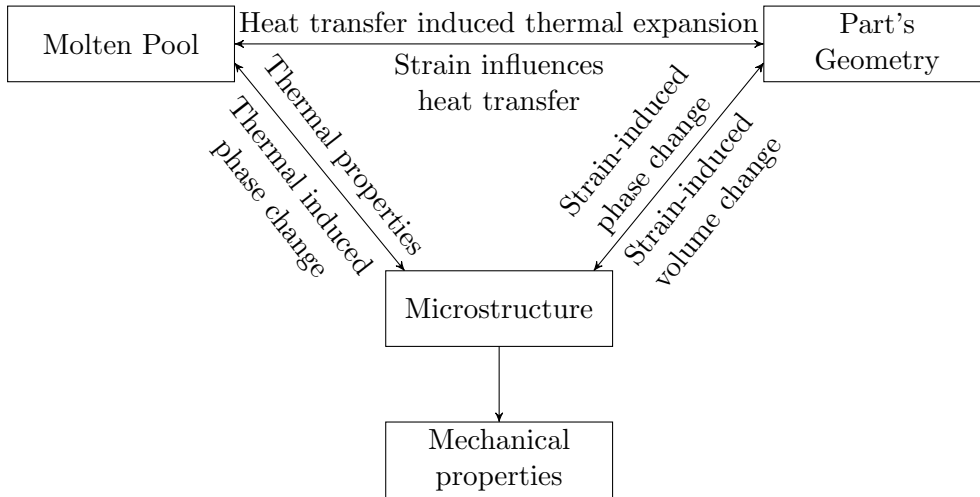 Molten Pool
Heat transfer induced thermal expansion
Part's
Geometry
Strain influences
heat transfer
Thermal properties
Thermal induced
phase change
Strain-induced
phase change
Strain-induced
volume change
Microstructure
Mechanical
properties